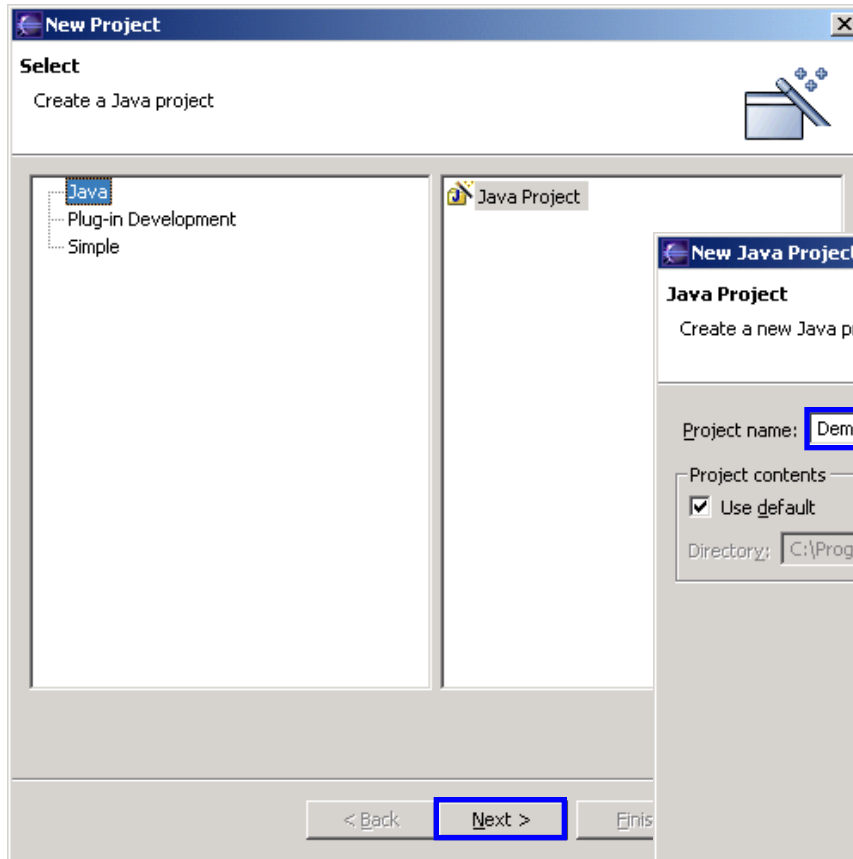 New Project
Select
Create a Java project
Java
Plug-in Development
Simple
Java Project
< Back
Next >
Finis
New Java Project
Java Project
Create a new Java p
Project name: Dem
Project contents
Use default
Directory: C:\Prog